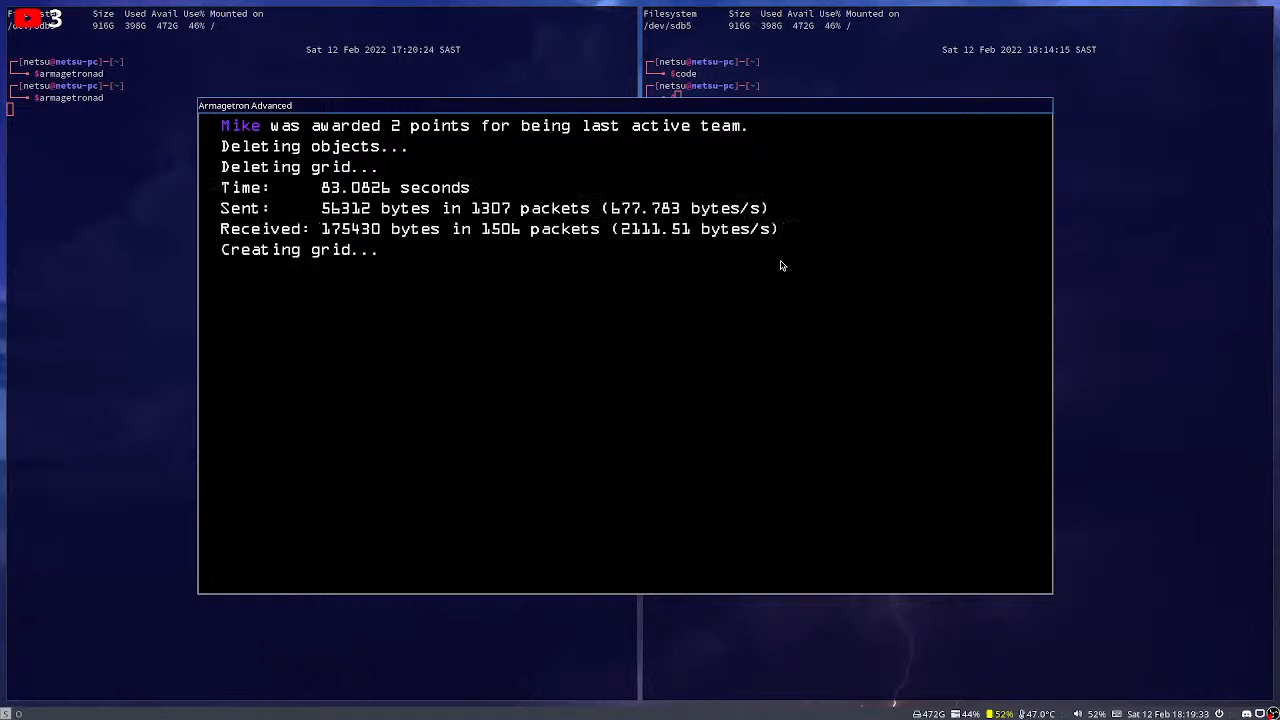 3
Filesystem Size Used Avail Use% Mounted on
/dev/sdb5 916G 398G 472G 46% /
Sat 12 Feb 2022 17:20:24 SAST
[netsu@netsu-pc]—[~]
$armagetronad
[netsu@netsu-pc]—[~]
$armagetronad
Filesystem Size Used Avail Use% Mounted on
/dev/sdb5 916G 398G 472G 46% /
Sat 12 Feb 2022 18:14:15 SAST
[netsu@netsu-pc]—[~]
$code
[netsu@netsu-pc]—[~]
Armagetron Advanced
Mike was awarded 2 points for being last active team.
Deleting objects...
Deleting grid...
Time: 83.0826 seconds
Sent: 56312 bytes in 1307 packets (677.783 bytes/s)
Received: 175430 bytes in 1506 packets (2111.51 bytes/s)
Creating grid...
S 472G 44% 52% 47.0°C 52% Sat 12 Feb 18:19:33